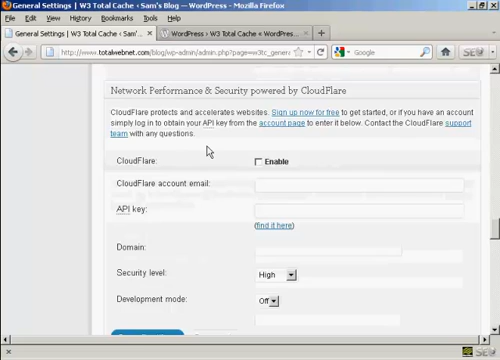 General Settings | W3 Total Cache ‹ Sam's Blog — WordPress - Mozilla Firefox
File Edit View History Bookmarks Tools Help
General Settings | W3 Total Cache ‹ Sam's ...
WordPress › W3 Total Cache « WordPress...
http://www.totalwebnet.com/blog/wp-admin/admin.php?page=w3tc_genera
Google
Network Performance & Security powered by CloudFlare
CloudFlare protects and accelerates websites. Sign up now for free to get started, or if you have an account
simply log in to obtain your API key from the account page to enter it below. Contact the CloudFlare support
team with any questions.
CloudFlare:
Enable
CloudFlare account email:
API key:
(find it here)
Domain:
Security level:
High
Development mode:
Off